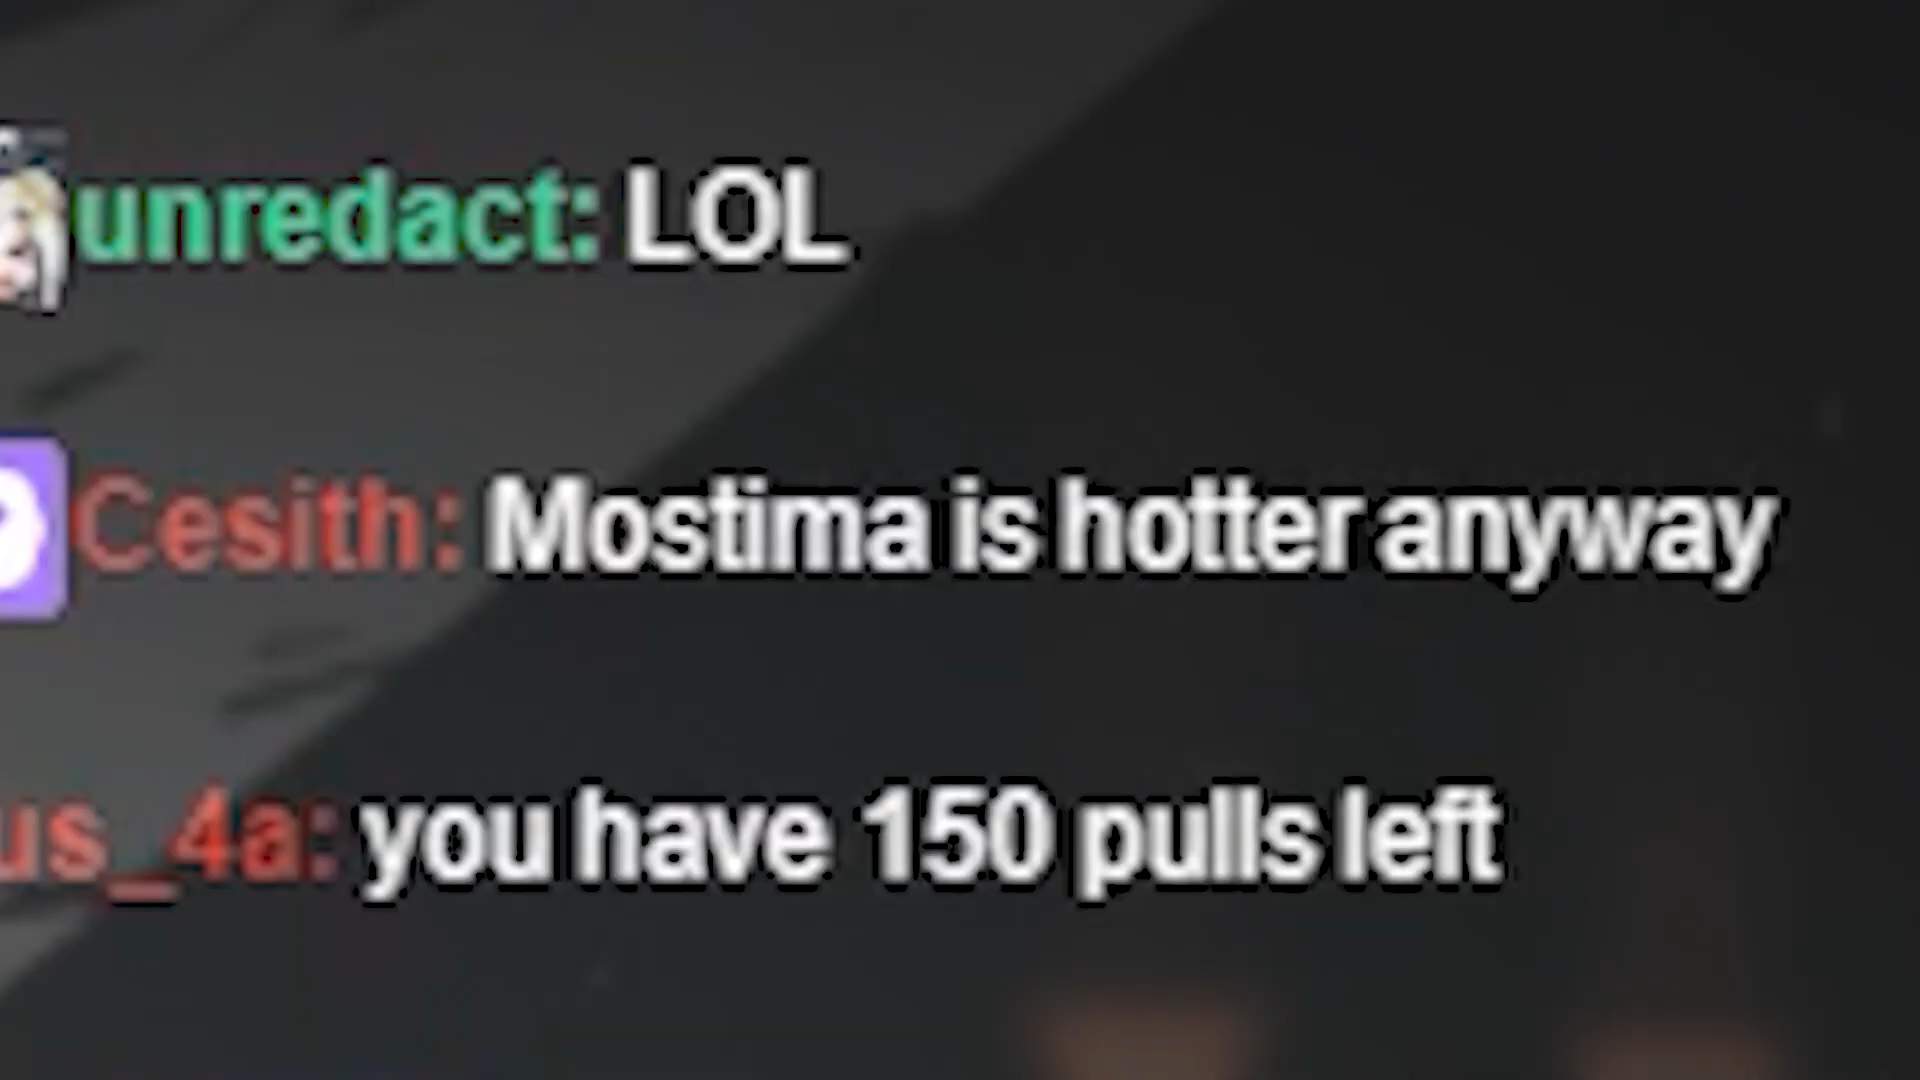 unredact: LOL
Cesith: Mostima is hotter anyway
us_4a: you have 150 pulls left